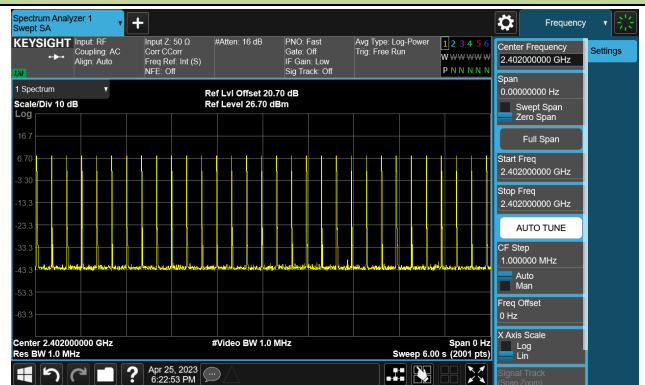 Spectrum Analyzer 1
Swept SA
Frequency
KEYSIGHT
Input: RF
Coupling: AC
Align: Auto
Input Z: 50 Ω
Corr CCorr
Freq Ref: Int (S)
NFE: Off
#Atten: 16 dB
PNO: Fast
Gate: Off
IF Gain: Low
Sig Track: Off
Avg Type: Log-Power
Trig: Free Run
1 2 3 4 5 6
W W W W W W
P N N N N N
LXI
Center Frequency
2.402000000 GHz
Settings
Span
0.00000000 Hz
Swept Span
Zero Span
Full Span
Start Freq
2.402000000 GHz
Stop Freq
2.402000000 GHz
AUTO TUNE
CF Step
1.000000 MHz
Auto
Man
Freq Offset
0 Hz
X Axis Scale
Log
Lin
Signal Track
(Span Zoom)
1 Spectrum
Scale/Div 10 dB
Ref Lvl Offset 20.70 dB
Ref Level 26.70 dBm
Log
16.7
6.70
-3.30
-13.3
-23.3
-33.3
-43.3
-53.3
-63.3
Center 2.402000000 GHz
Res BW 1.0 MHz
#Video BW 1.0 MHz
Span 0 Hz
Sweep 6.00 s (2001 pts)
?
Apr 25, 2023
6:22:53 PM